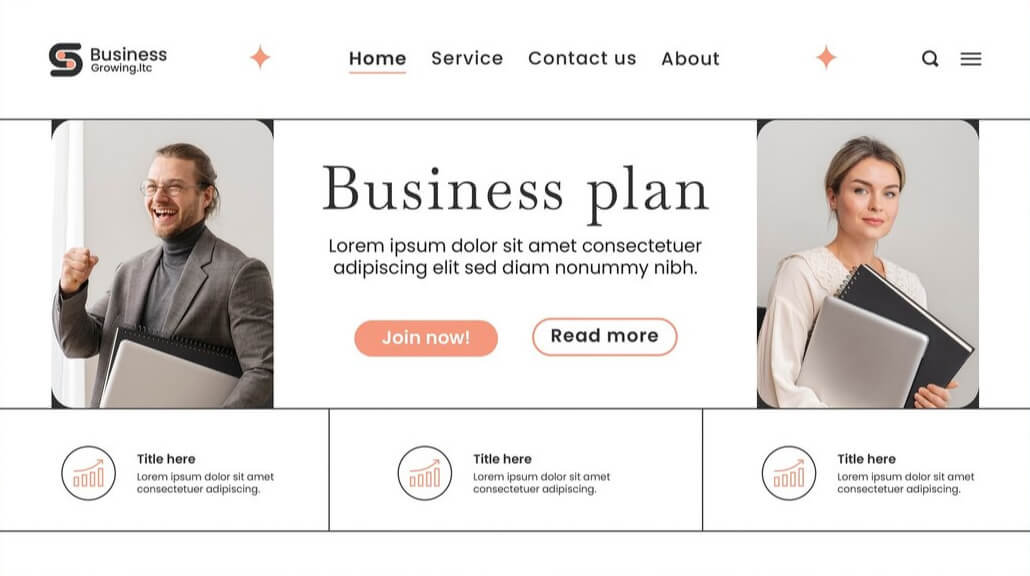 Business
Growing.ltc
Home Service Contact us About
Business plan
Lorem ipsum dolor sit amet consectetuer
adipiscing elit sed diam nonummy nibh.
Join now! Read more
Title here
Lorem ipsum dolor sit amet
consectetuer adipiscing.
Title here
Lorem ipsum dolor sit amet
consectetuer adipiscing.
Title here
Lorem ipsum dolor sit amet
consectetuer adipiscing.